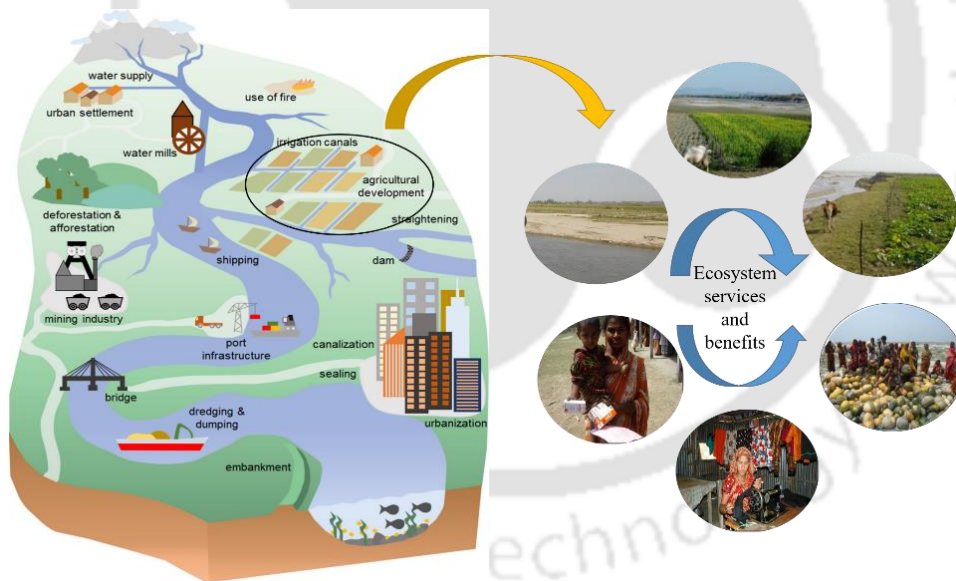 water supply
use of fire
urban settlement
water mills
irrigation canals
agricultural
development
deforestation &
afforestation
straightening
shipping
dam
mining industry
port
infrastructure
canalization
sealing
bridge
dredging &
dumping
urbanization
embankment
Ecosystem
services
and
benefits
echnology